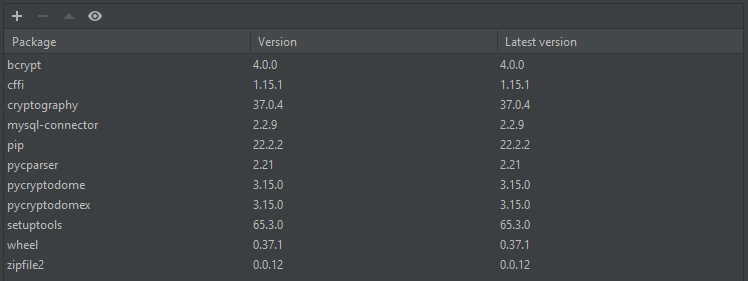 Package Version Latest version
bcrypt 4.0.0 4.0.0
cffi 1.15.1 1.15.1
cryptography 37.0.4 37.0.4
mysql-connector 2.2.9 2.2.9
pip 22.2.2 22.2.2
pycparser 2.21 2.21
pycryptodome 3.15.0 3.15.0
pycryptodomex 3.15.0 3.15.0
setuptools 65.3.0 65.3.0
wheel 0.37.1 0.37.1
zipfile2 0.0.12 0.0.12